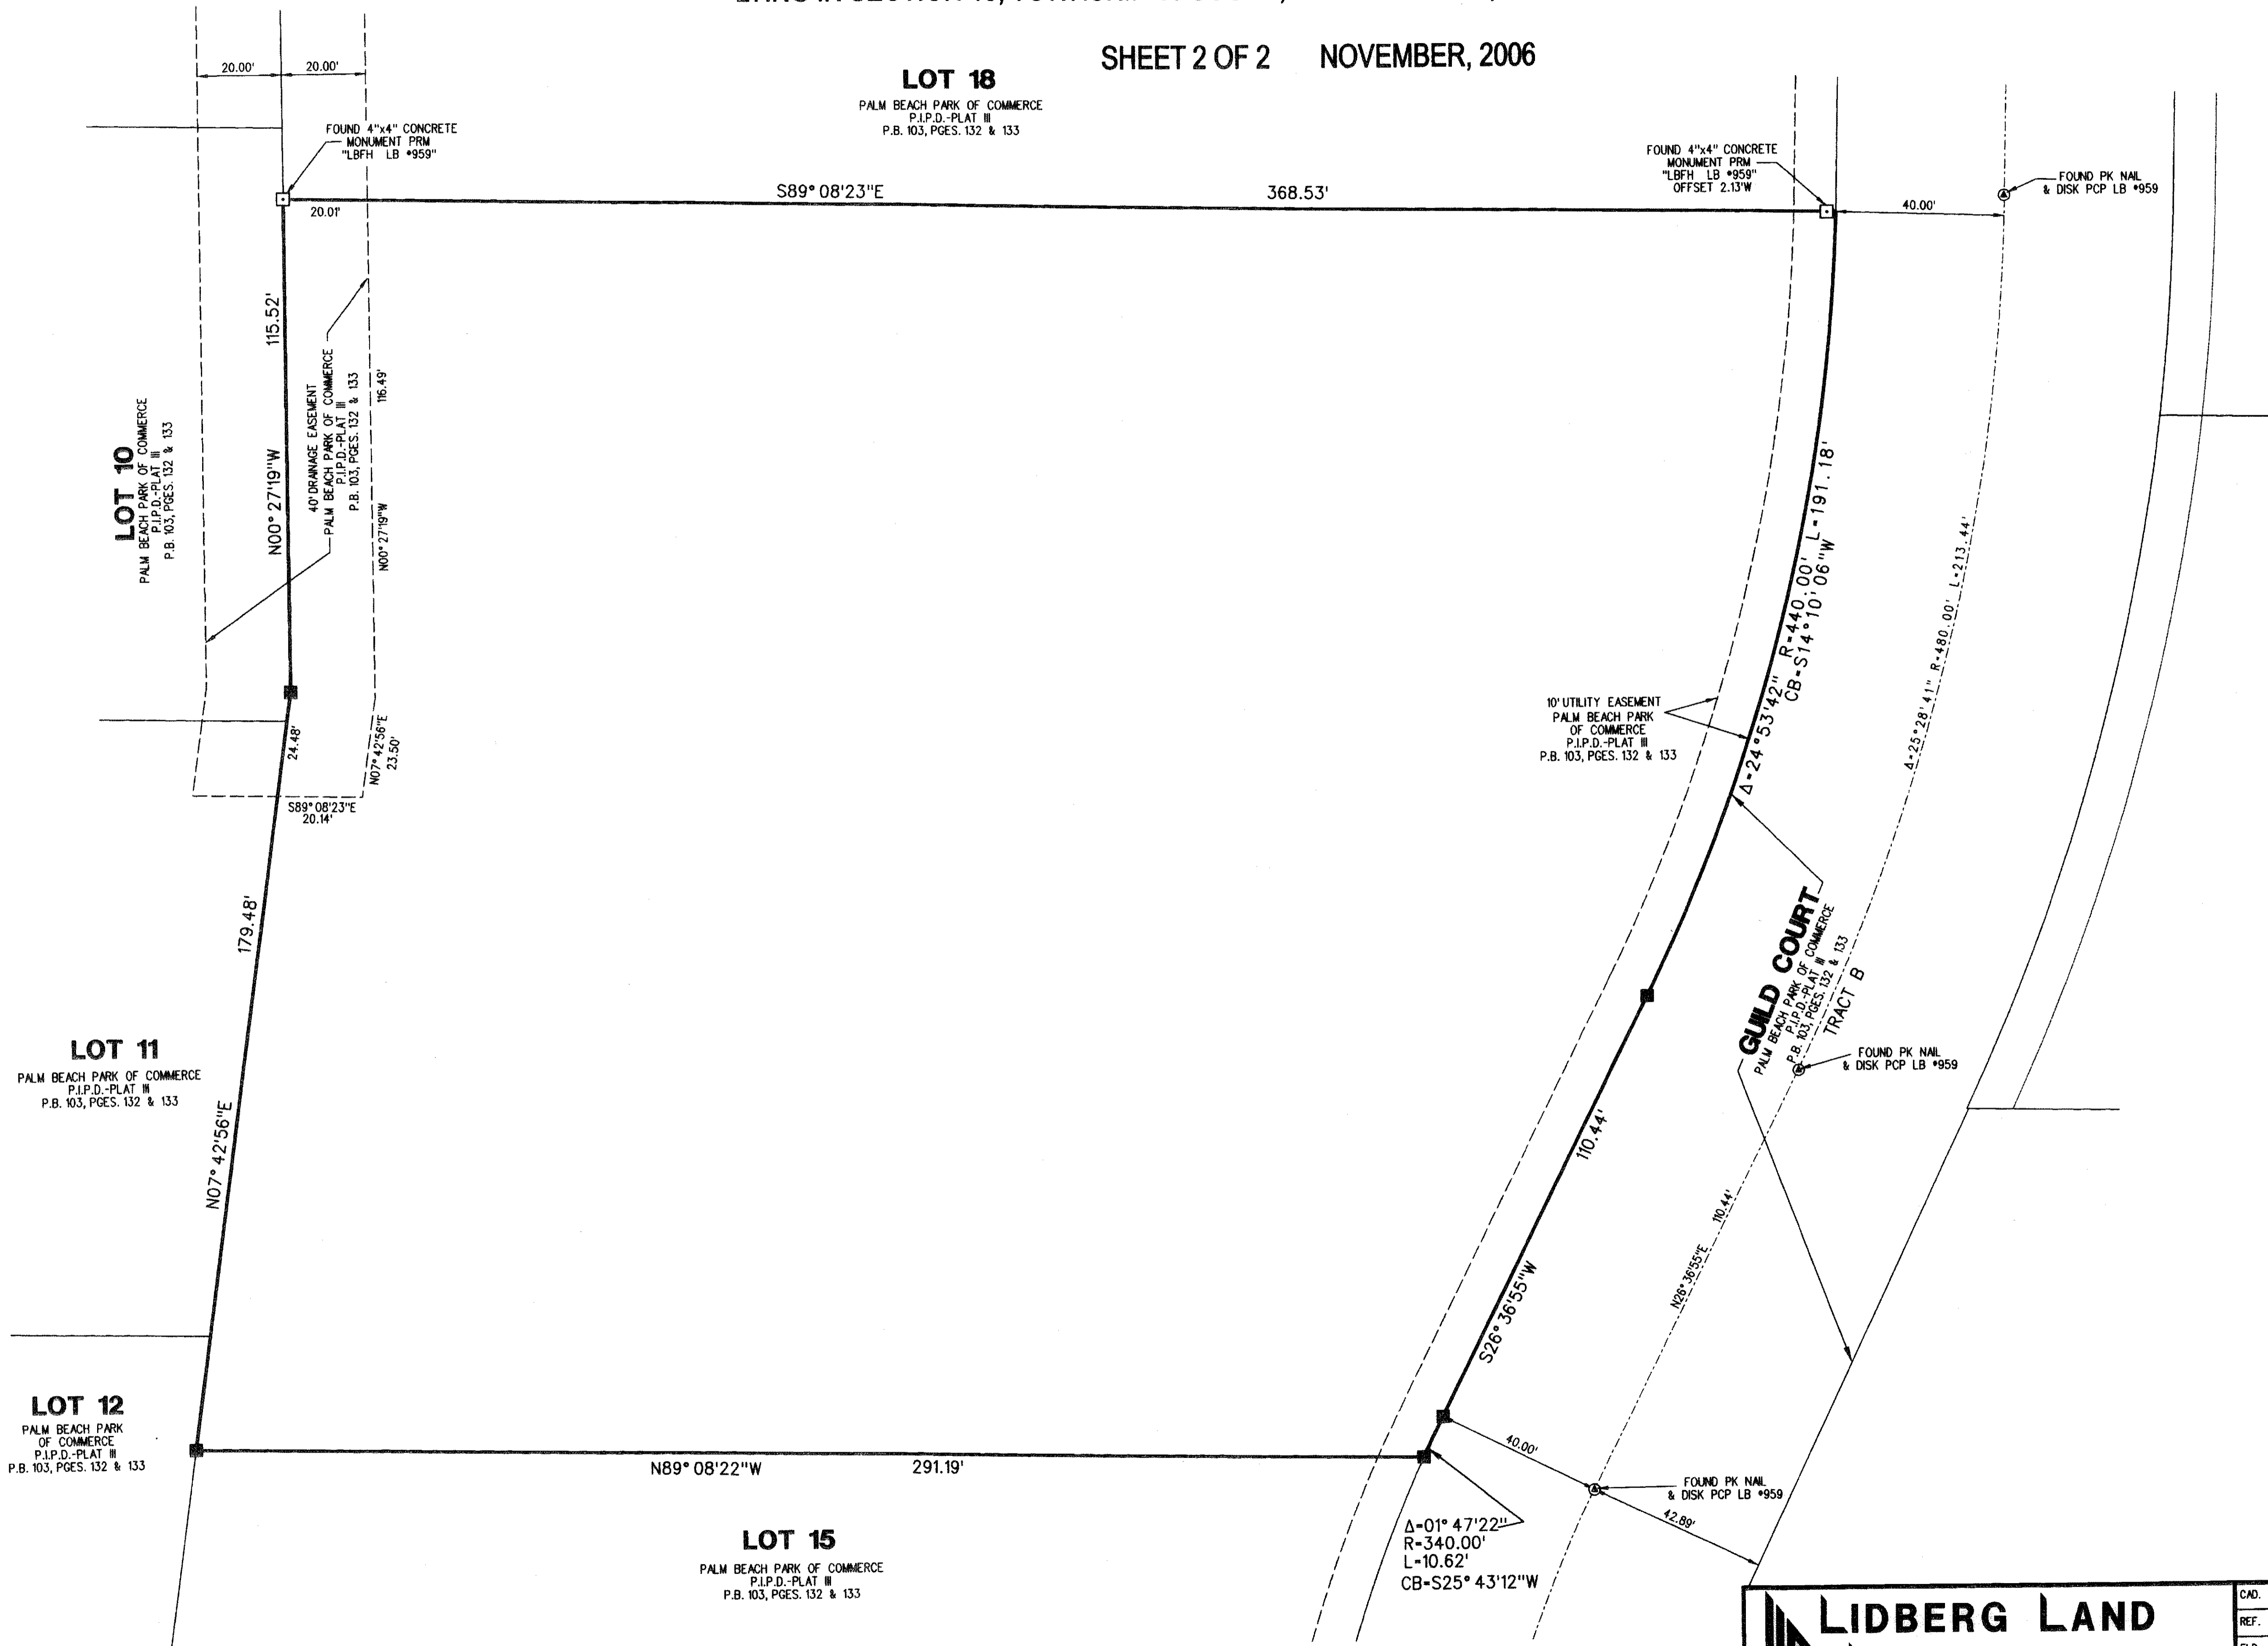 SHEET 2 OF 2 NOVEMBER, 2006
20.00'
20.00'
LOT 18
PALM BEACH PARK OF COMMERCE
P.I.P.D.-PLAT III
P.B. 103, PGES. 132 & 133
FOUND 4"x4" CONCRETE
MONUMENT PRM
"LBFH LB #959"
FOUND 4"x4" CONCRETE
MONUMENT PRM
"LBFH LB #959"
OFFSET 2.13'W
FOUND PK NAIL
& DISK PCP LB #959
S89°08'23"E
368.53'
20.01'
40.00'
115.52'
N00°27'19"W
40' DRAINAGE EASEMENT
PALM BEACH PARK OF COMMERCE
P.I.P.D.-PLAT III
P.B. 103, PGES. 132 & 133
116.49'
N00°27'19"W
LOT 10
PALM BEACH PARK OF COMMERCE
P.I.P.D.-PLAT III
P.B. 103, PGES. 132 & 133
24.48'
N07°42'56"E
23.50'
S89°08'23"E
20.14'
Δ=24°53'42" R=440.00' L=191.18'
CB=S14°10'06"W
Δ=25°28'41" R=480.00' L=213.44'
10' UTILITY EASEMENT
PALM BEACH PARK
OF COMMERCE
P.I.P.D.-PLAT III
P.B. 103, PGES. 132 & 133
179.48'
N07°42'56"E
GUILD COURT
PALM BEACH PARK OF COMMERCE
P.I.P.D.-PLAT III
P.B. 103, PGES. 132 & 133
TRACT B
FOUND PK NAIL
& DISK PCP LB #959
LOT 11
PALM BEACH PARK OF COMMERCE
P.I.P.D.-PLAT III
P.B. 103, PGES. 132 & 133
110.44'
S26°36'55"W
110.44'
N26°36'55"E
LOT 12
PALM BEACH PARK
OF COMMERCE
P.I.P.D.-PLAT III
P.B. 103, PGES. 132 & 133
N89°08'22"W
291.19'
40.00'
FOUND PK NAIL
& DISK PCP LB #959
42.89'
Δ=01°47'22"
R=340.00'
L=10.62'
CB=S25°43'12"W
LOT 15
PALM BEACH PARK OF COMMERCE
P.I.P.D.-PLAT III
P.B. 103, PGES. 132 & 133
LIDBERG LAND
CAD.
REF.